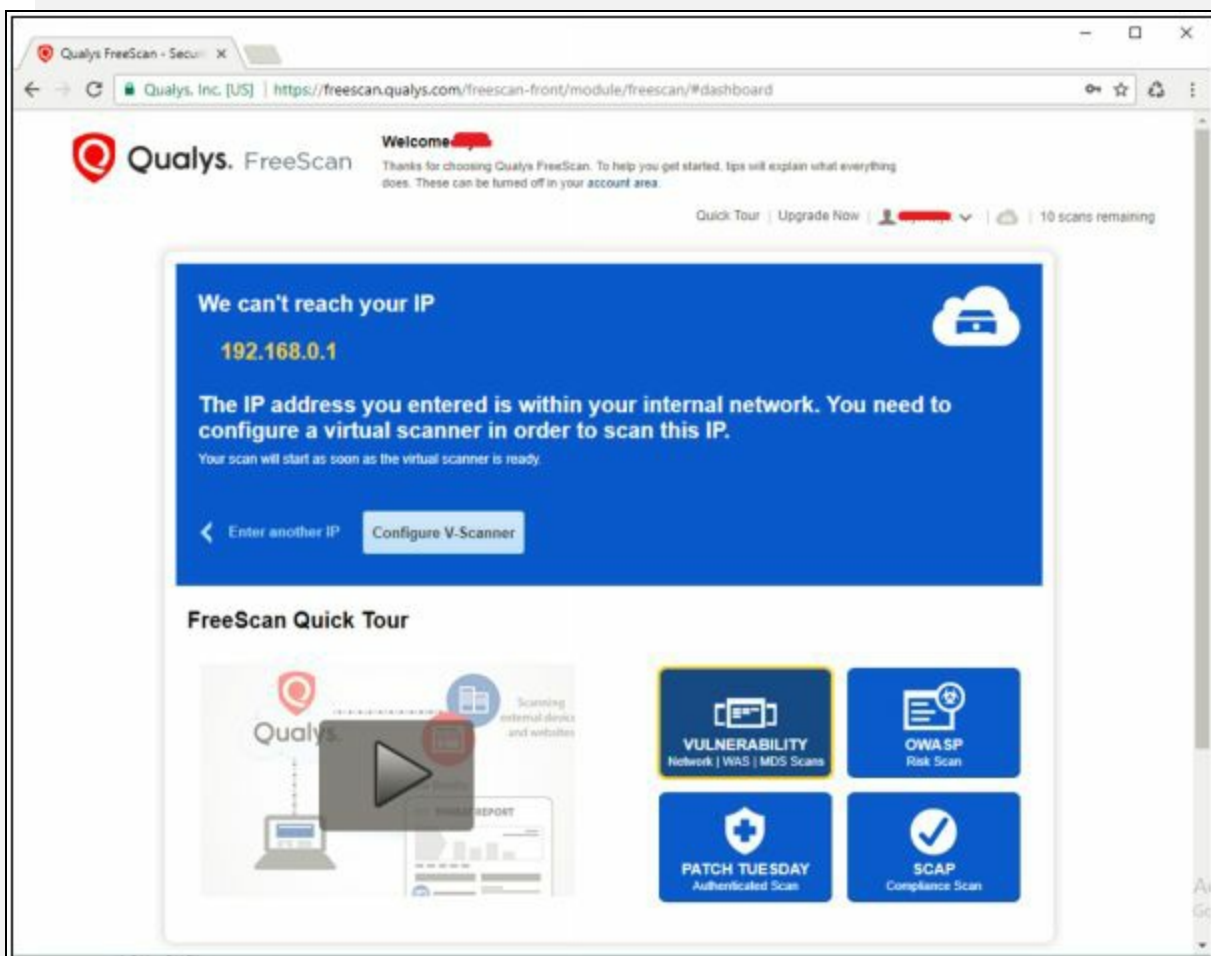 Qualys FreeScan - Secu
Qualys, Inc. [US] | https://freescan.qualys.com/freescan-front/module/freescan/#dashboard
Qualys. FreeScan
Welcome
Thanks for choosing Qualys FreeScan. To help you get started, tips will explain what everything
does. These can be turned off in your account area.
Quick Tour | Upgrade Now | 10 scans remaining
We can't reach your IP
192.168.0.1
The IP address you entered is within your internal network. You need to
configure a virtual scanner in order to scan this IP.
Your scan will start as soon as the virtual scanner is ready.
Enter another IP
Configure V-Scanner
FreeScan Quick Tour
Qualys.
Scanning
external device
and websites
REPORT
VULNERABILITY
Network | WAS | MDS Scans
OWASP
Risk Scan
PATCH TUESDAY
Authenticated Scan
SCAP
Compliance Scan